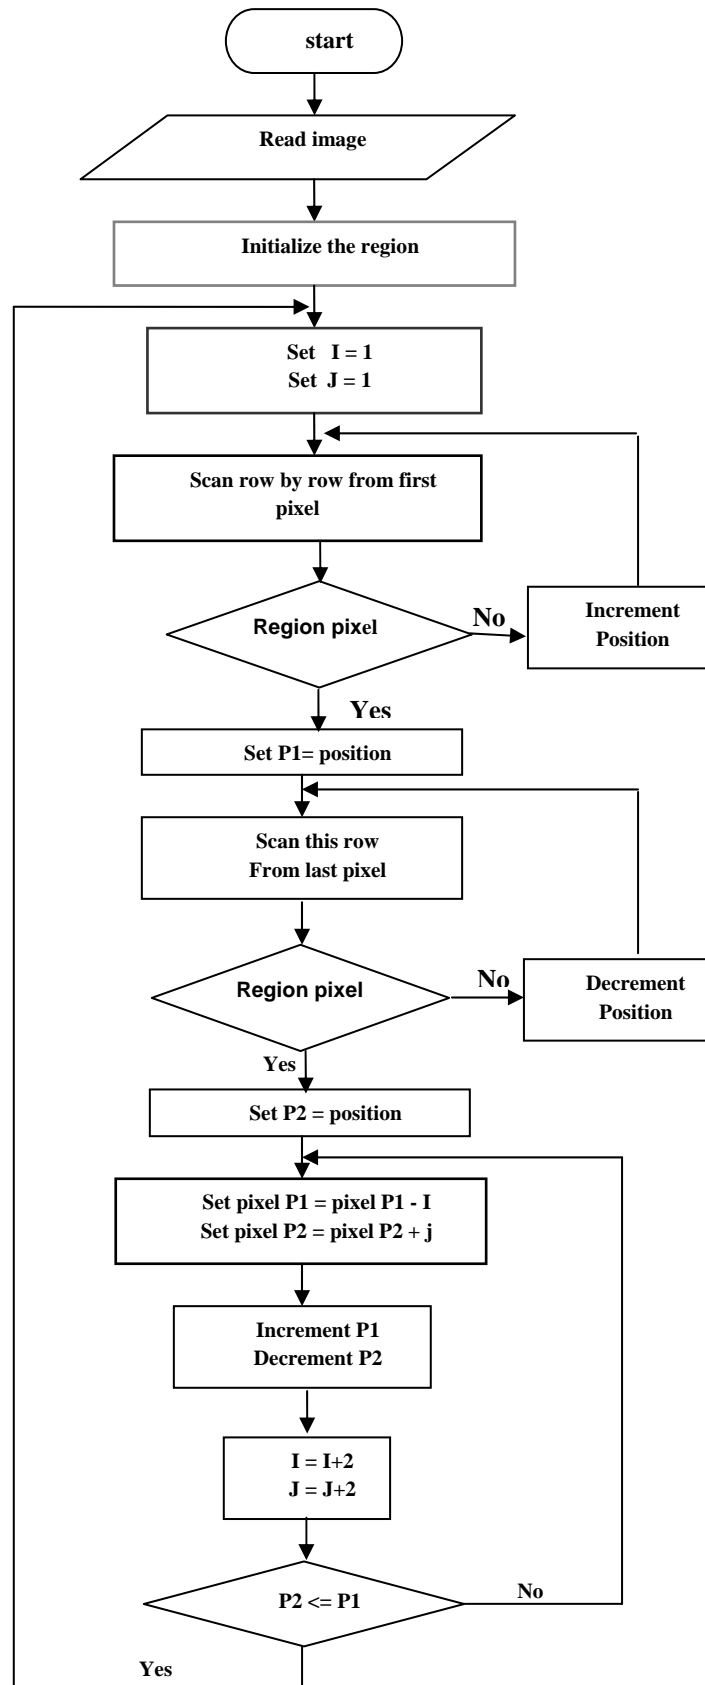 start
Read image
Initialize the region
Set I = 1
Set J = 1
Scan row by row from first
pixel
Region pixel
No
Increment
Position
Yes
Set P1= position
Scan this row
From last pixel
Region pixel
No
Decrement
Position
Yes
Set P2 = position
Set pixel P1 = pixel P1 - I
Set pixel P2 = pixel P2 + j
Increment P1
Decrement P2
I = I+2
J = J+2
P2 <= P1
No
Yes